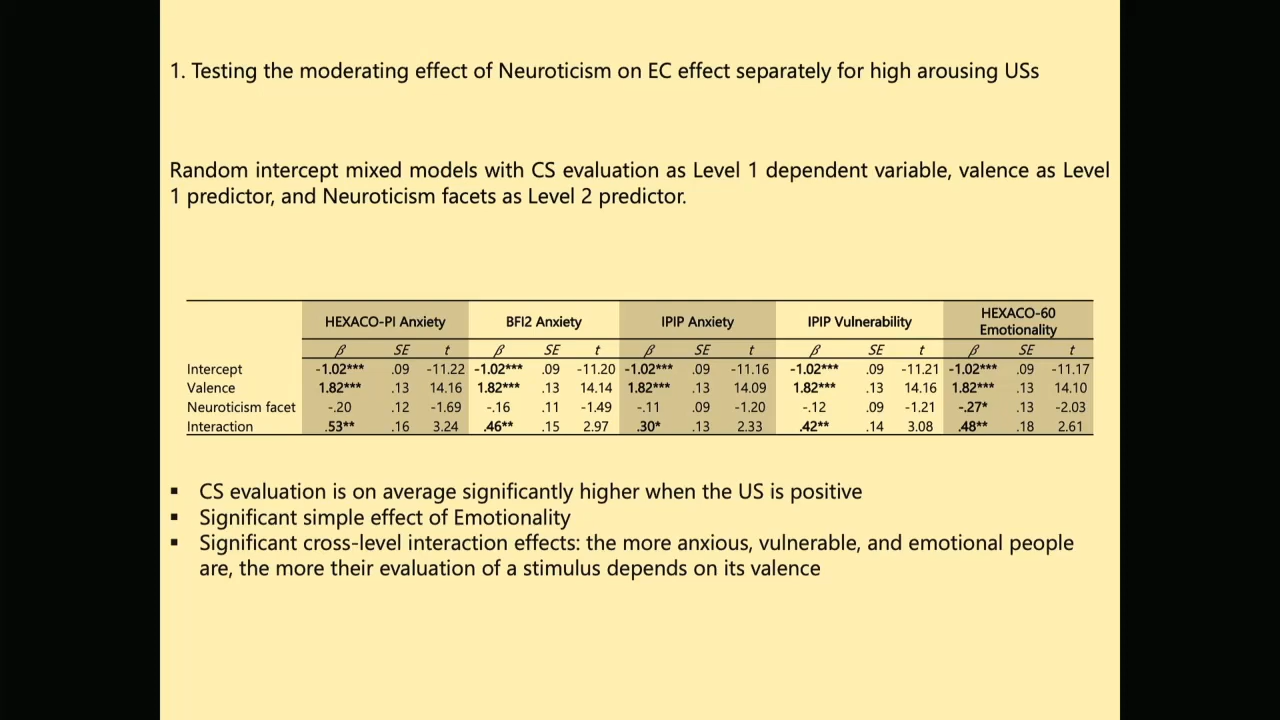 1. Testing the moderating effect of Neuroticism on EC effect separately for high arousing USs
Random intercept mixed models with CS evaluation as Level 1 dependent variable, valence as Level
1 predictor, and Neuroticism facets as Level 2 predictor.
HEXACO-PI Anxiety BFI2 Anxiety IPIP Anxiety IPIP Vulnerability HEXACO-60 Emotionality
β SE t β SE t β SE t β SE t β SE t
Intercept -1.02*** .09 -11.22 -1.02*** .09 -11.20 -1.02*** .09 -11.16 -1.02*** .09 -11.21 -1.02*** .09 -11.17
Valence 1.82*** .13 14.16 1.82*** .13 14.14 1.82*** .13 14.09 1.82*** .13 14.16 1.82*** .13 14.10
Neuroticism facet -.20 .12 -1.69 -.16 .11 -1.49 -.11 .09 -1.20 -.12 .09 -1.21 -.27* .13 -2.03
Interaction .53** .16 3.24 .46** .15 2.97 .30* .13 2.33 .42** .14 3.08 .48** .18 2.61
▪ CS evaluation is on average significantly higher when the US is positive
▪ Significant simple effect of Emotionality
▪ Significant cross-level interaction effects: the more anxious, vulnerable, and emotional people
are, the more their evaluation of a stimulus depends on its valence